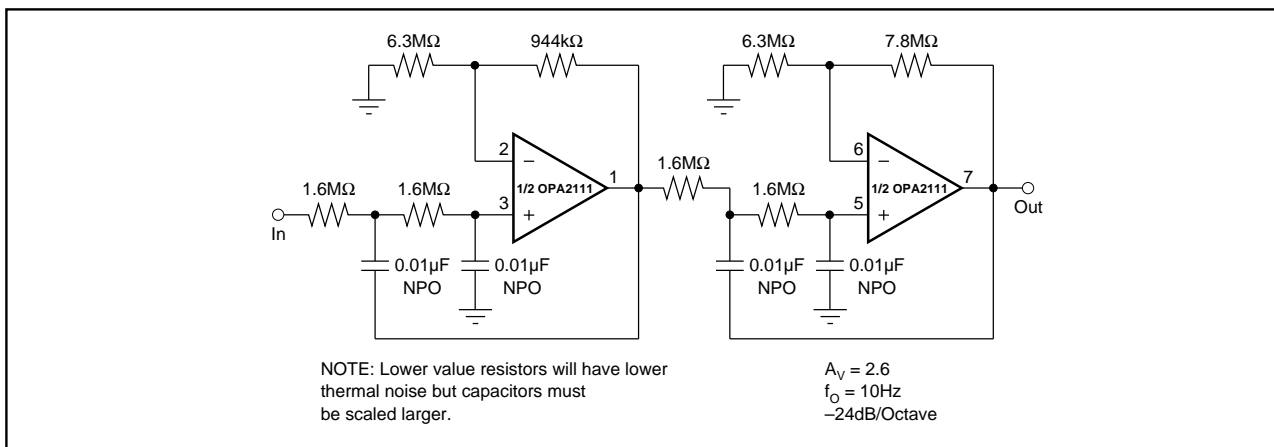 6.3MΩ
944kΩ
6.3MΩ
7.8MΩ
2
−
1/2 OPA2111
1
3
+
1.6MΩ
1.6MΩ
In
0.01µF
NPO
0.01µF
NPO
1.6MΩ
1.6MΩ
6
−
1/2 OPA2111
7
5
+
Out
0.01µF
NPO
0.01µF
NPO
NOTE: Lower value resistors will have lower
thermal noise but capacitors must
be scaled larger.
AV = 2.6
fO = 10Hz
–24dB/Octave